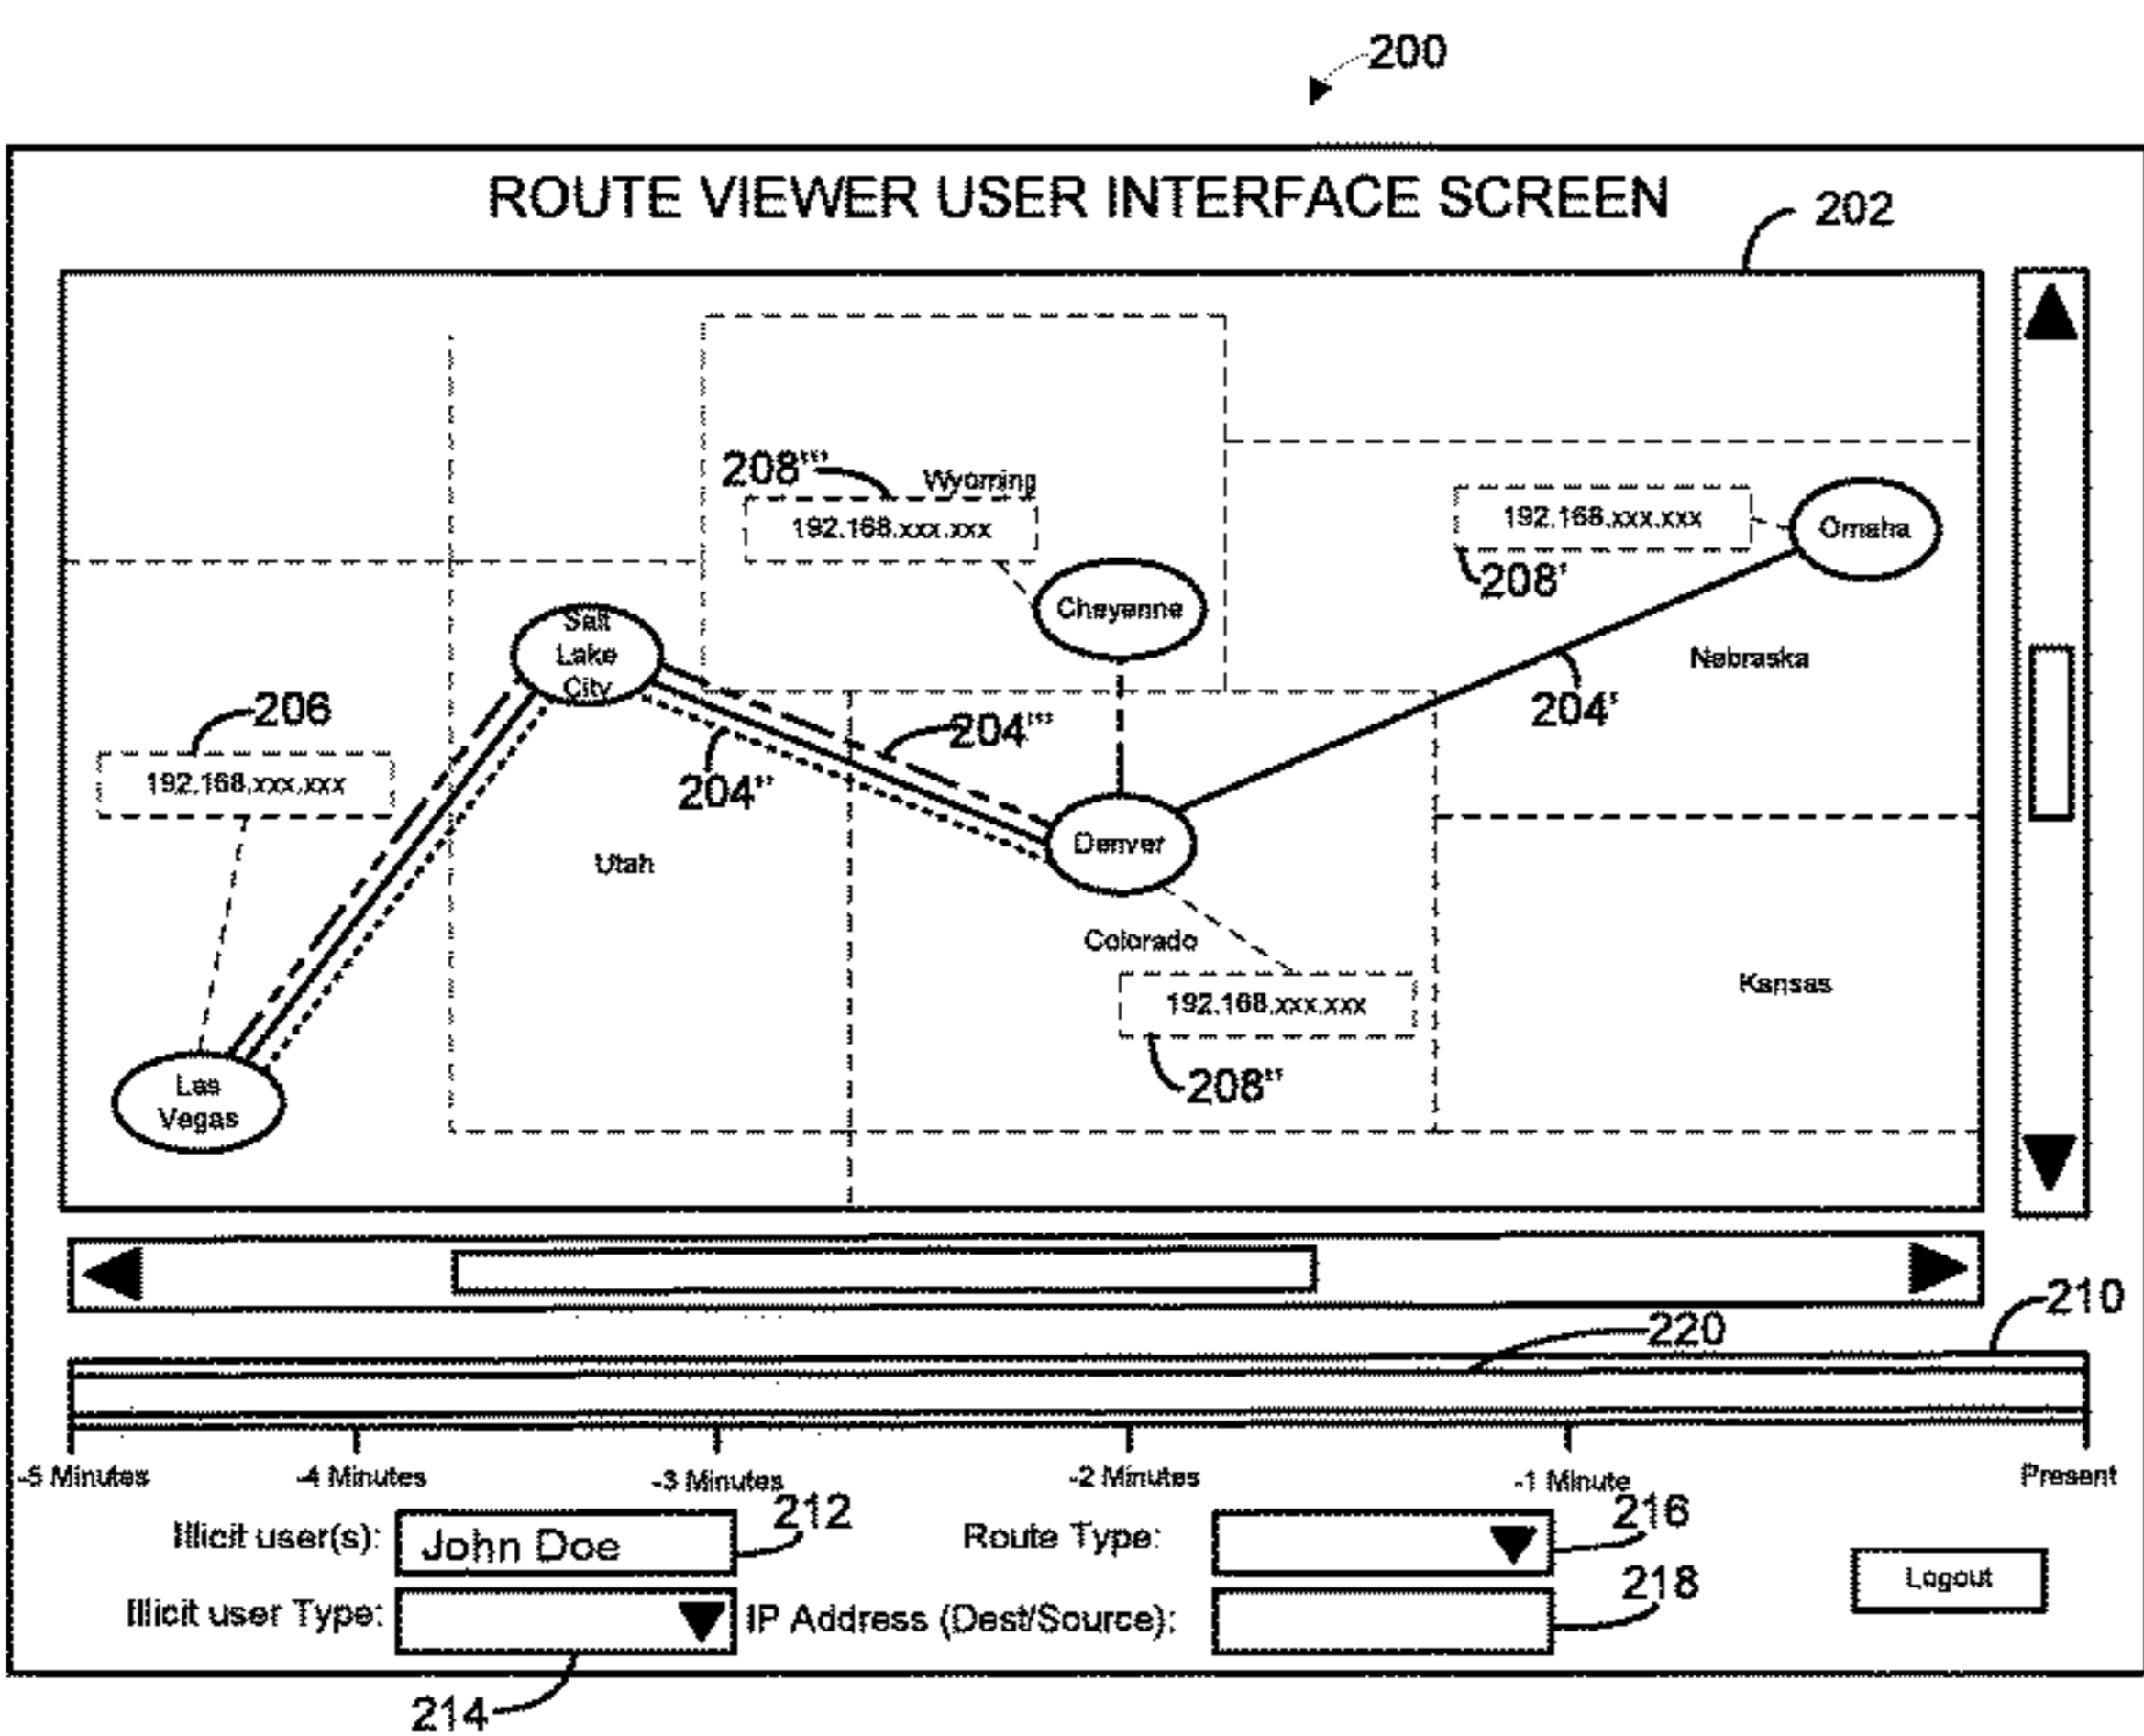 200
ROUTE VIEWER USER INTERFACE SCREEN
202
208'''
Wyoming
192.168.xxx.xxx
192.168.xxx.xxx
Omaha
208'
Cheyenne
Salt
Lake
City
Nebraska
206
204'''
204'
192.168.xxx.xxx
204''
Denver
Utah
Colorado
Kansas
192.168.xxx.xxx
208''
Las
Vegas
210
220
-5 Minutes
-4 Minutes
-3 Minutes
-2 Minutes
-1 Minute
Present
Illicit user(s):
John Doe
212
Route Type:
216
Logout
Illicit user Type:
IP Address (Dest/Source):
218
214